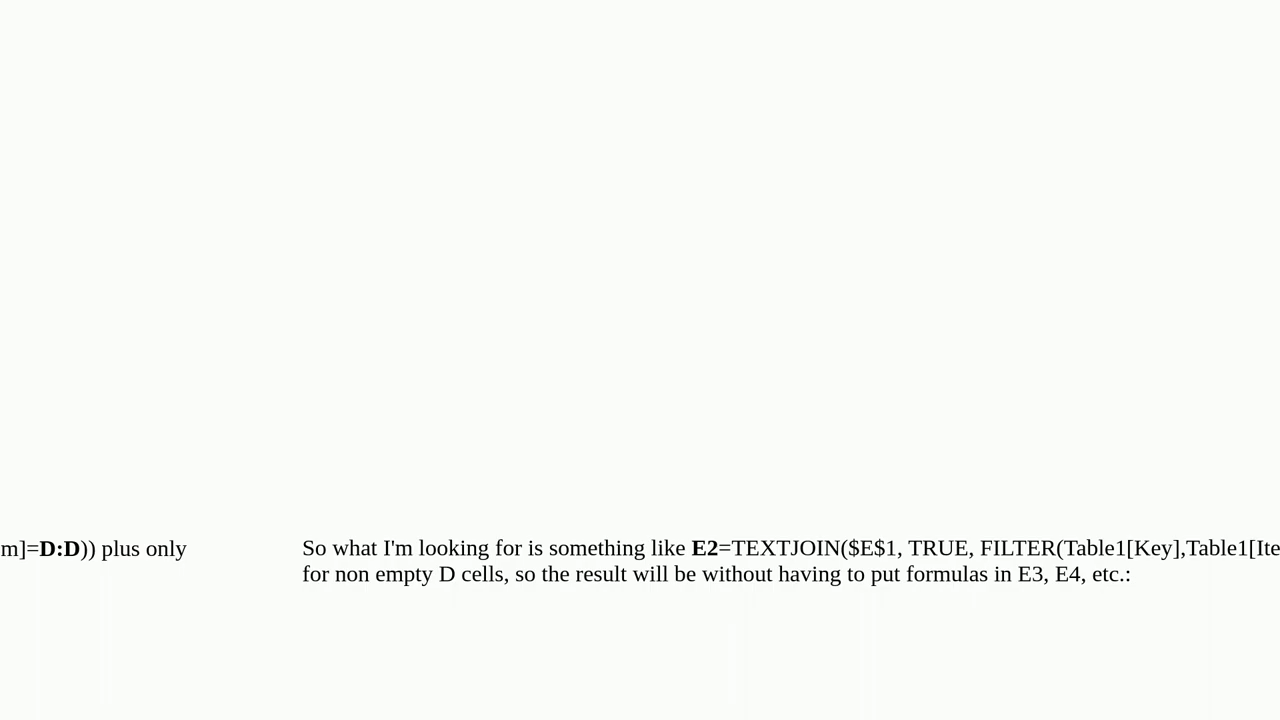 So what I'm looking for is something like E2=TEXTJOIN($E$1, TRUE, FILTER(Table1[Key],Table1[Item]=D:D)) plus only
for non empty D cells, so the result will be without having to put formulas in E3, E4, etc.: